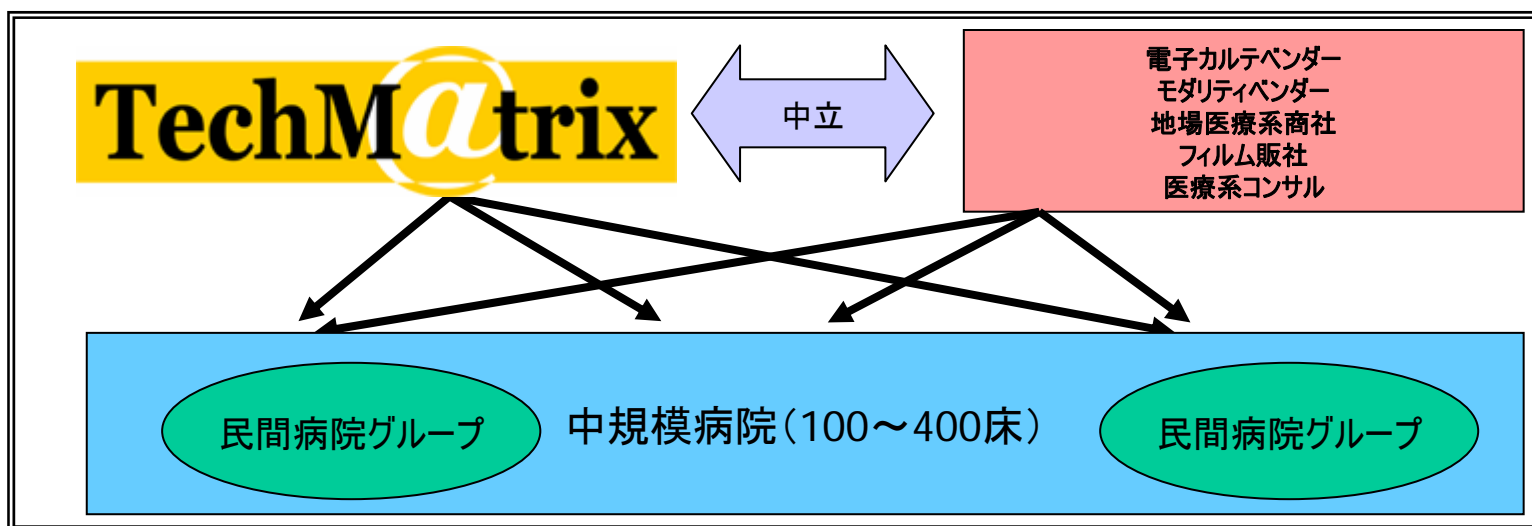 TechM@trix
中立
電子カルテベンダー
モダリティベンダー
地場医療系商社
フィルム販社
医療系コンサル
民間病院グループ
中規模病院(100～400床)
民間病院グループ